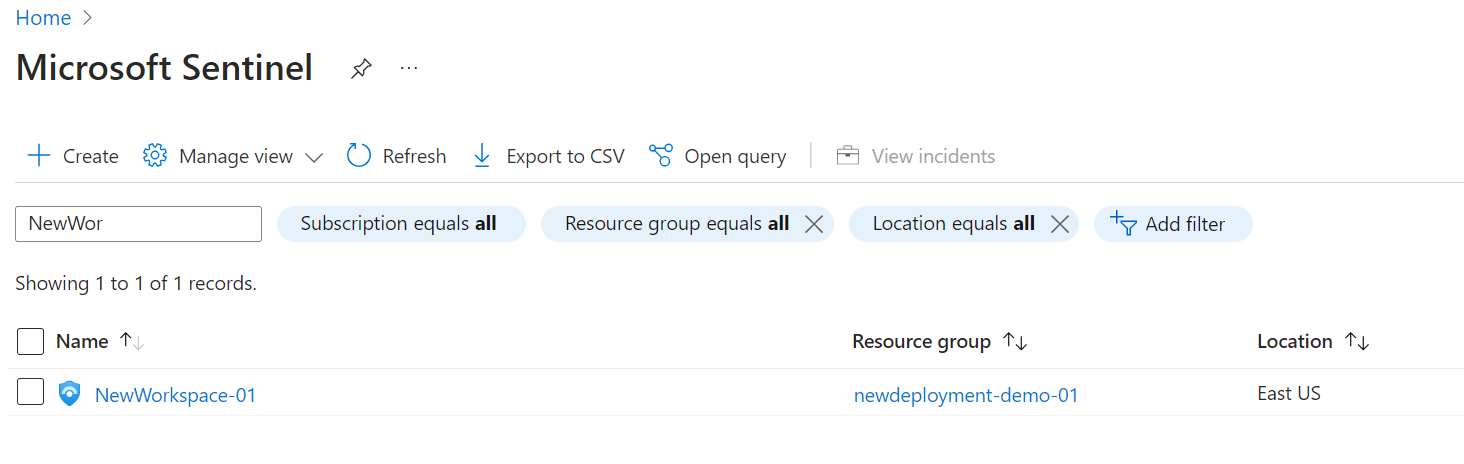 Home
Microsoft Sentinel
Create Manage view Refresh Export to CSV Open query View incidents
NewWor Subscription equals all Resource group equals all Location equals all Add filter
Showing 1 to 1 of 1 records.
Name Resource group Location
NewWorkspace-01 newdeployment-demo-01 East US